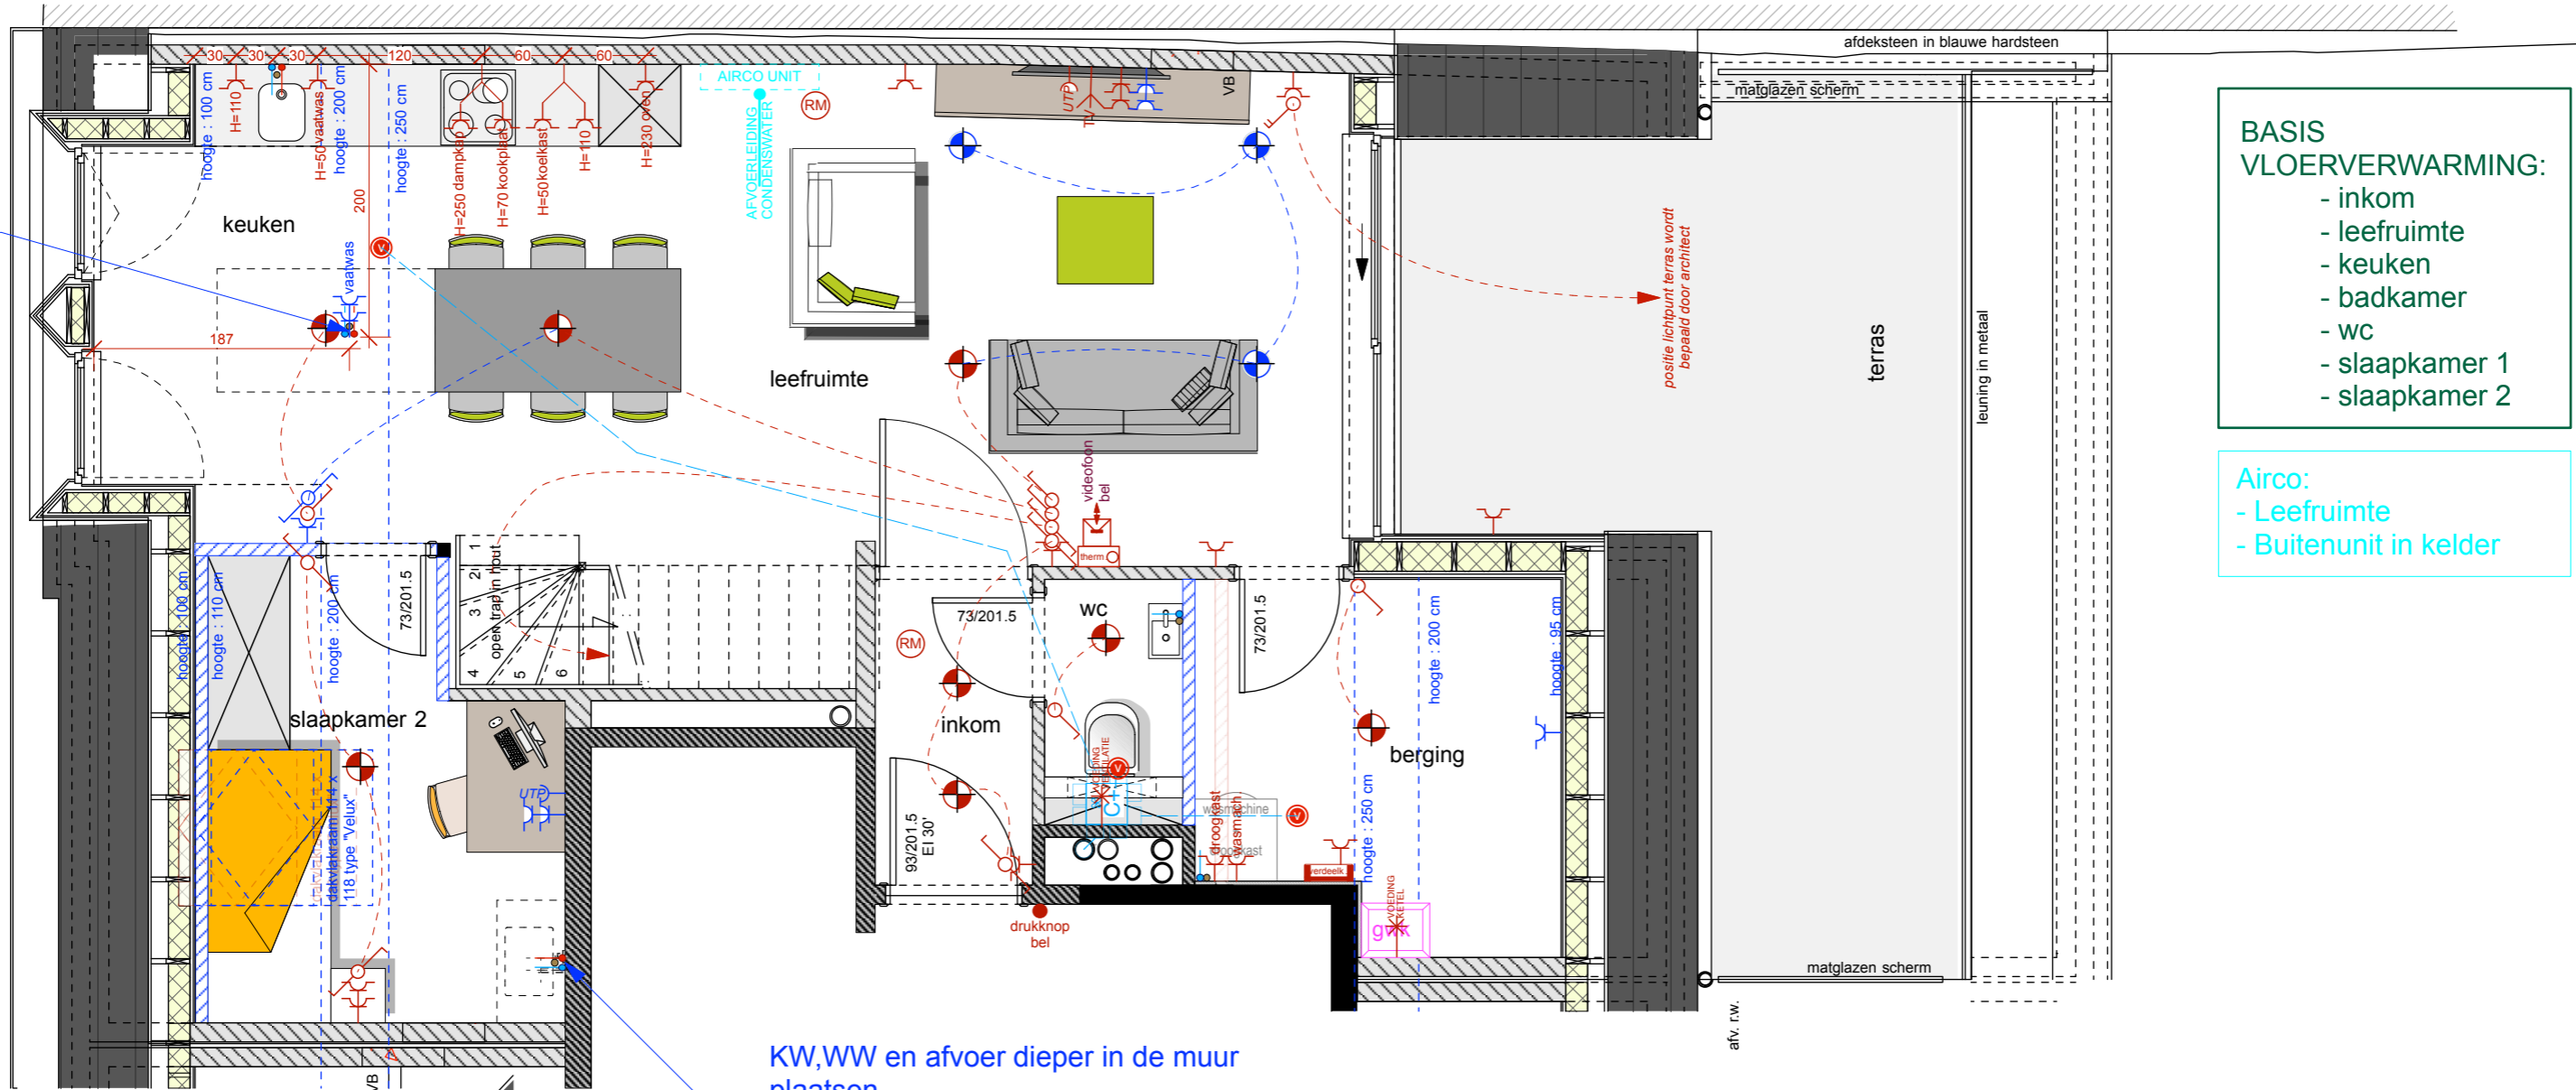 afdeksteen in blauwe hardsteen
30
30
30
120
60
60
AIRCO UNIT
RM
VB
UTP
TV
matglazen scherm
hoogte : 100 cm
H=110
H=50 vaatwas
hoogte : 200 cm
hoogte : 250 cm
H=250 dampkap
H=70 kookplaat
H=50 koelkast
H=110
H=230 oven
AFVOERLEIDING
CONDENSWATER
200
keuken
V
vaatwas
187
leefruimte
positie lichtpunt terras wordt
bepaald door architect
terras
leuning in metaal
BASIS
VLOERVERWARMING:
- inkom
- leefruimte
- keuken
- badkamer
- wc
- slaapkamer 1
- slaapkamer 2
Airco:
- Leefruimte
- Buitenunit in kelder
videofoon
bel
therm.
hoogte : 100 cm
hoogte : 110 cm
hoogte : 200 cm
73/201.5
1
2
3
4
5
6
open trap in hout
RM
73/201.5
wc
73/201.5
hoogte : 200 cm
hoogte : 95 cm
slaapkamer 2
inkom
berging
UTP
dakvlakraam 114 x
118 type "Velux"
93/201.5
EI 30'
VOEDING
VENTILATIE
V
C+
wasmachine
droogkast
droogkast
wasmach
V
verdeelk.
hoogte : 250 cm
VOEDING
KETEL
gwk
drukknop
bel
matglazen scherm
afv. r.w.
KW,WW en afvoer dieper in de muur
plaatsen
VB